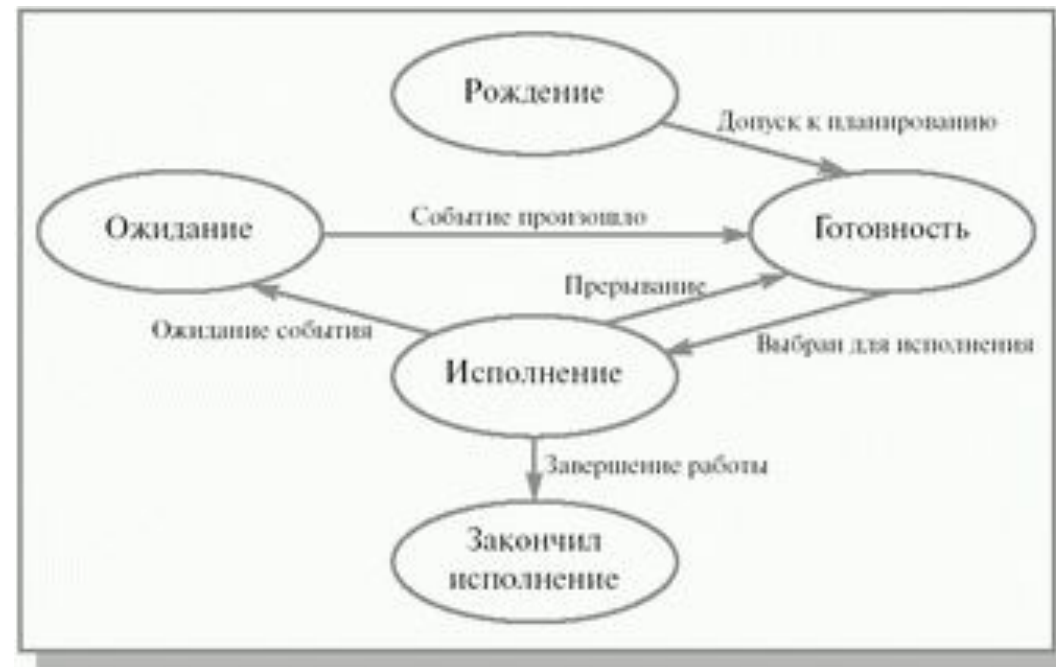 Рождение
Допуск к планированию
Ожидание
Событие произошло
Готовность
Прерывание
Ожидание события
Выбран для исполнения
Исполнение
Завершение работы
Закончил
исполнение